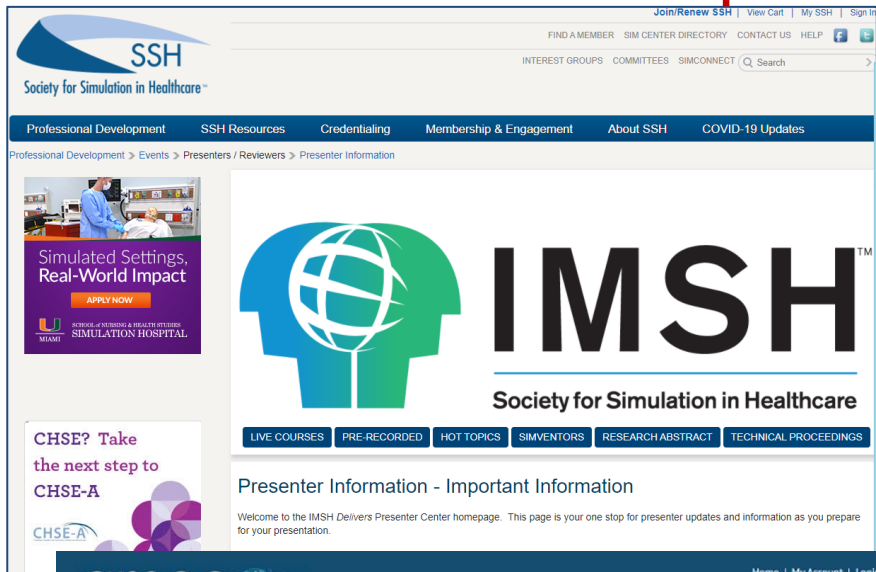 Join/Renew SSH | View Cart | My SSH | Sign In
FIND A MEMBER SIM CENTER DIRECTORY CONTACT US HELP
INTEREST GROUPS COMMITTEES SIMCONNECT Search
SSH
Society for Simulation in Healthcare™
Professional Development SSH Resources Credentialing Membership & Engagement About SSH COVID-19 Updates
Professional Development > Events > Presenters / Reviewers > Presenter Information
Simulated Settings,
Real-World Impact
APPLY NOW
U MIAMI
SCHOOL of NURSING & HEALTH STUDIES
SIMULATION HOSPITAL
IMSH™
Society for Simulation in Healthcare
LIVE COURSES PRE-RECORDED HOT TOPICS SIMVENTORS RESEARCH ABSTRACT TECHNICAL PROCEEDINGS
CHSE? Take
the next step to
CHSE-A
CHSE-A
Presenter Information - Important Information
Welcome to the IMSH Delivers Presenter Center homepage. This page is your one stop for presenter updates and information as you prepare
for your presentation.
Home | My Account |